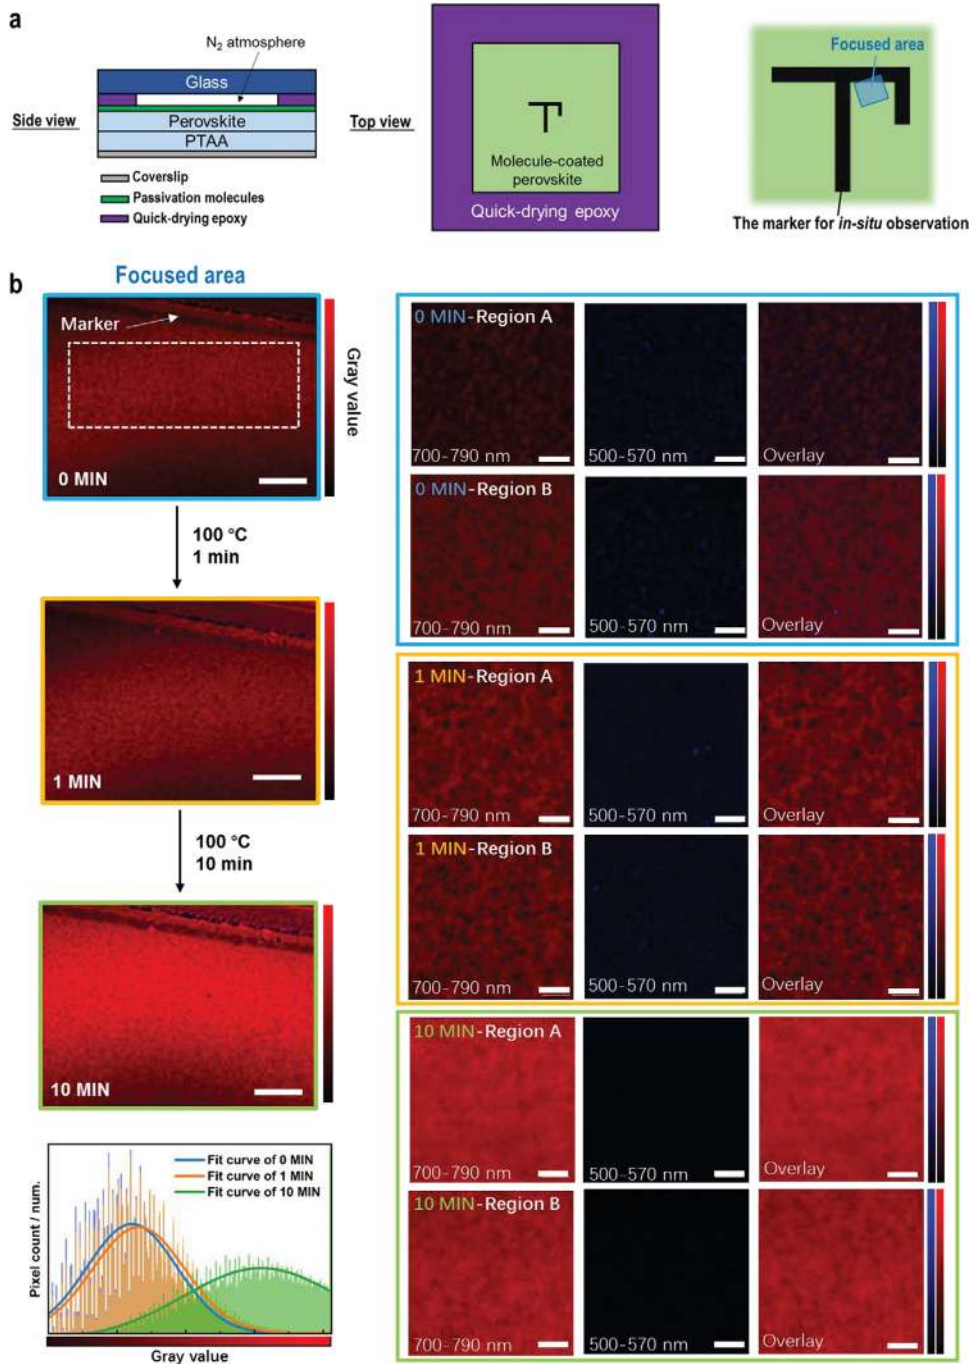 a
N₂ atmosphere
Glass
Side view
Perovskite
PTAA
Coverslip
Passivation molecules
Quick-drying epoxy
Top view
Molecule-coated
perovskite
Quick-drying epoxy
Focused area
The marker for in-situ observation
b
Focused area
Marker
0 MIN
Gray value
100 °C
1 min
1 MIN
100 °C
10 min
10 MIN
Fit curve of 0 MIN
Fit curve of 1 MIN
Fit curve of 10 MIN
Pixel count / num.
Gray value
0 MIN-Region A
700-790 nm
500-570 nm
Overlay
0 MIN-Region B
700-790 nm
500-570 nm
Overlay
1 MIN-Region A
700-790 nm
500-570 nm
Overlay
1 MIN-Region B
700-790 nm
500-570 nm
Overlay
10 MIN-Region A
700-790 nm
500-570 nm
Overlay
10 MIN-Region B
700-790 nm
500-570 nm
Overlay